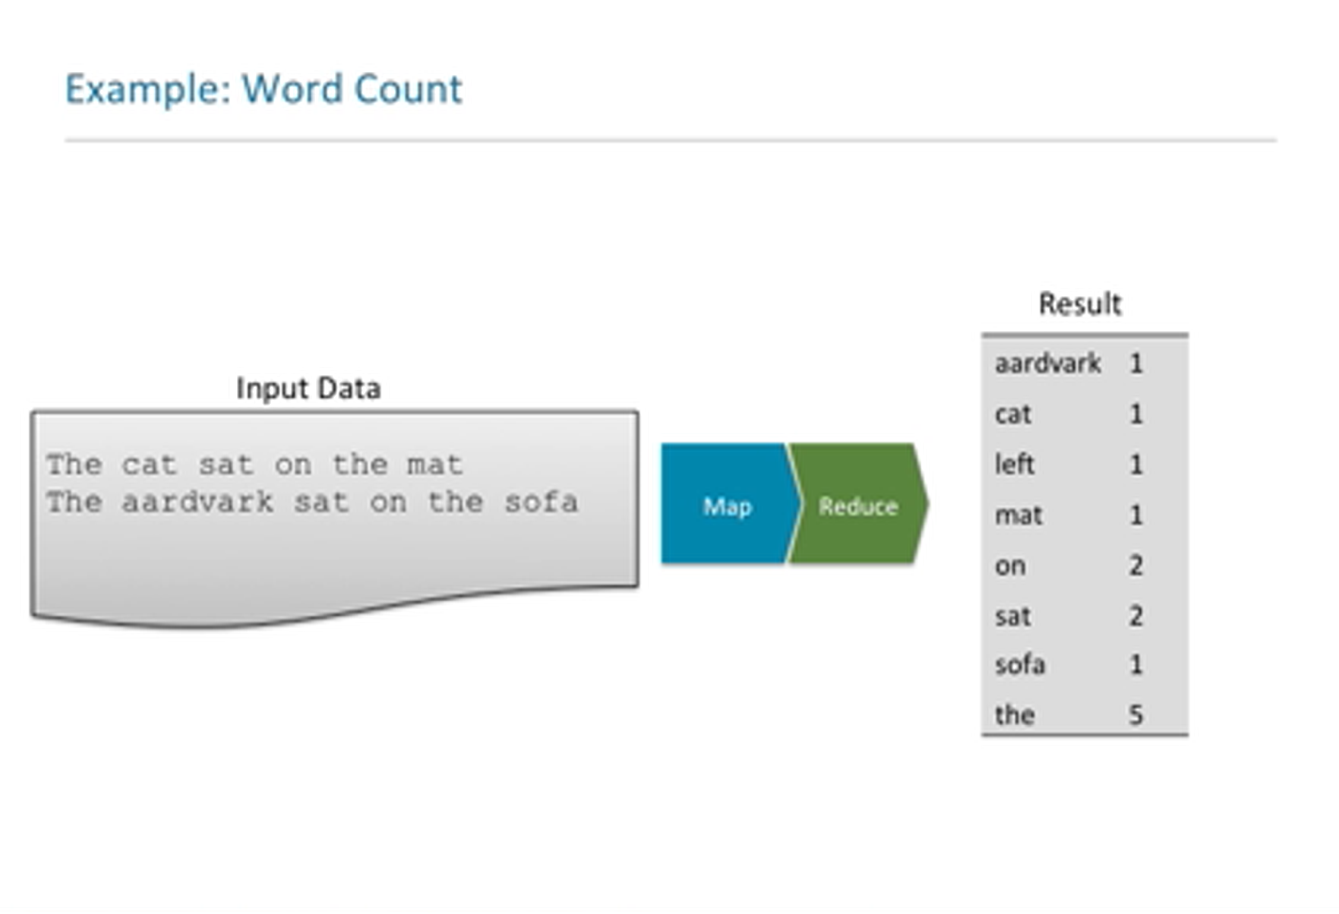 Example: Word Count
Input Data
The cat sat on the mat
The aardvark sat on the sofa
Map
Reduce
Result
aardvark 1
cat 1
left 1
mat 1
on 2
sat 2
sofa 1
the 5